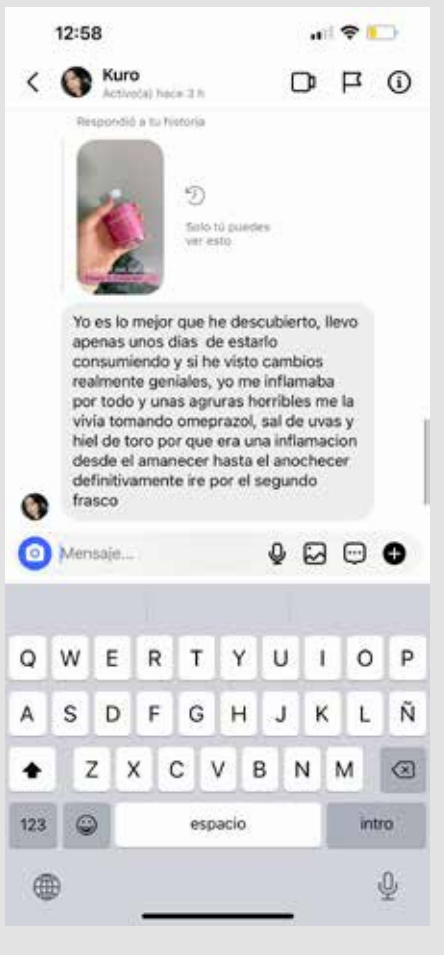 12:58
Kuro
Activo(a) hace 3 h
Respondió a tu historia
Solo tú puedes
ver esto
Yo es lo mejor que he descubierto, llevo
apenas unos días de estarlo
consumiendo y si he visto cambios
realmente geniales, yo me inflamaba
por todo y unas agruras horribles me la
vivía tomando omeprazol, sal de uvas y
hiel de toro por que era una inflamacion
desde el amanecer hasta el anochecer
definitivamente ire por el segundo
frasco
Mensaje...
Q W E R T Y U I O P
A S D F G H J K L Ñ
Z X C V B N M
123 espacio intro